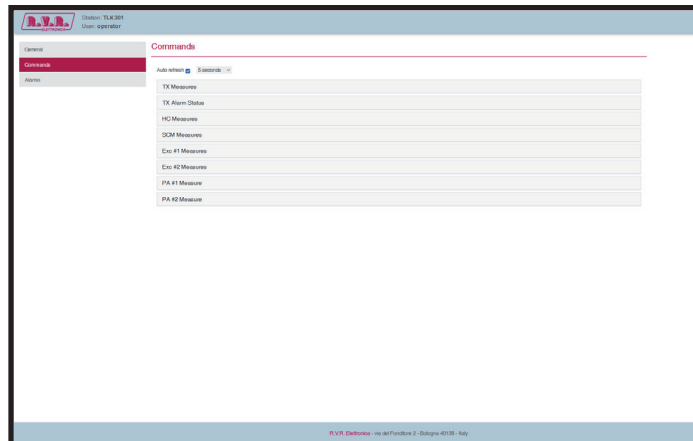 R.V.R.
ELETTRONICA
Station: TLK301
User: operator
General
Commands
Alarms
Commands
Auto refresh 5 seconds
TX Measures
TX Alarm Status
HC Measures
SCM Measures
Exc #1 Measures
Exc #2 Measures
PA #1 Measure
PA #2 Measure
R.V.R. Elettronica - via del Fonditore 2 - Bologna 40138 - Italy